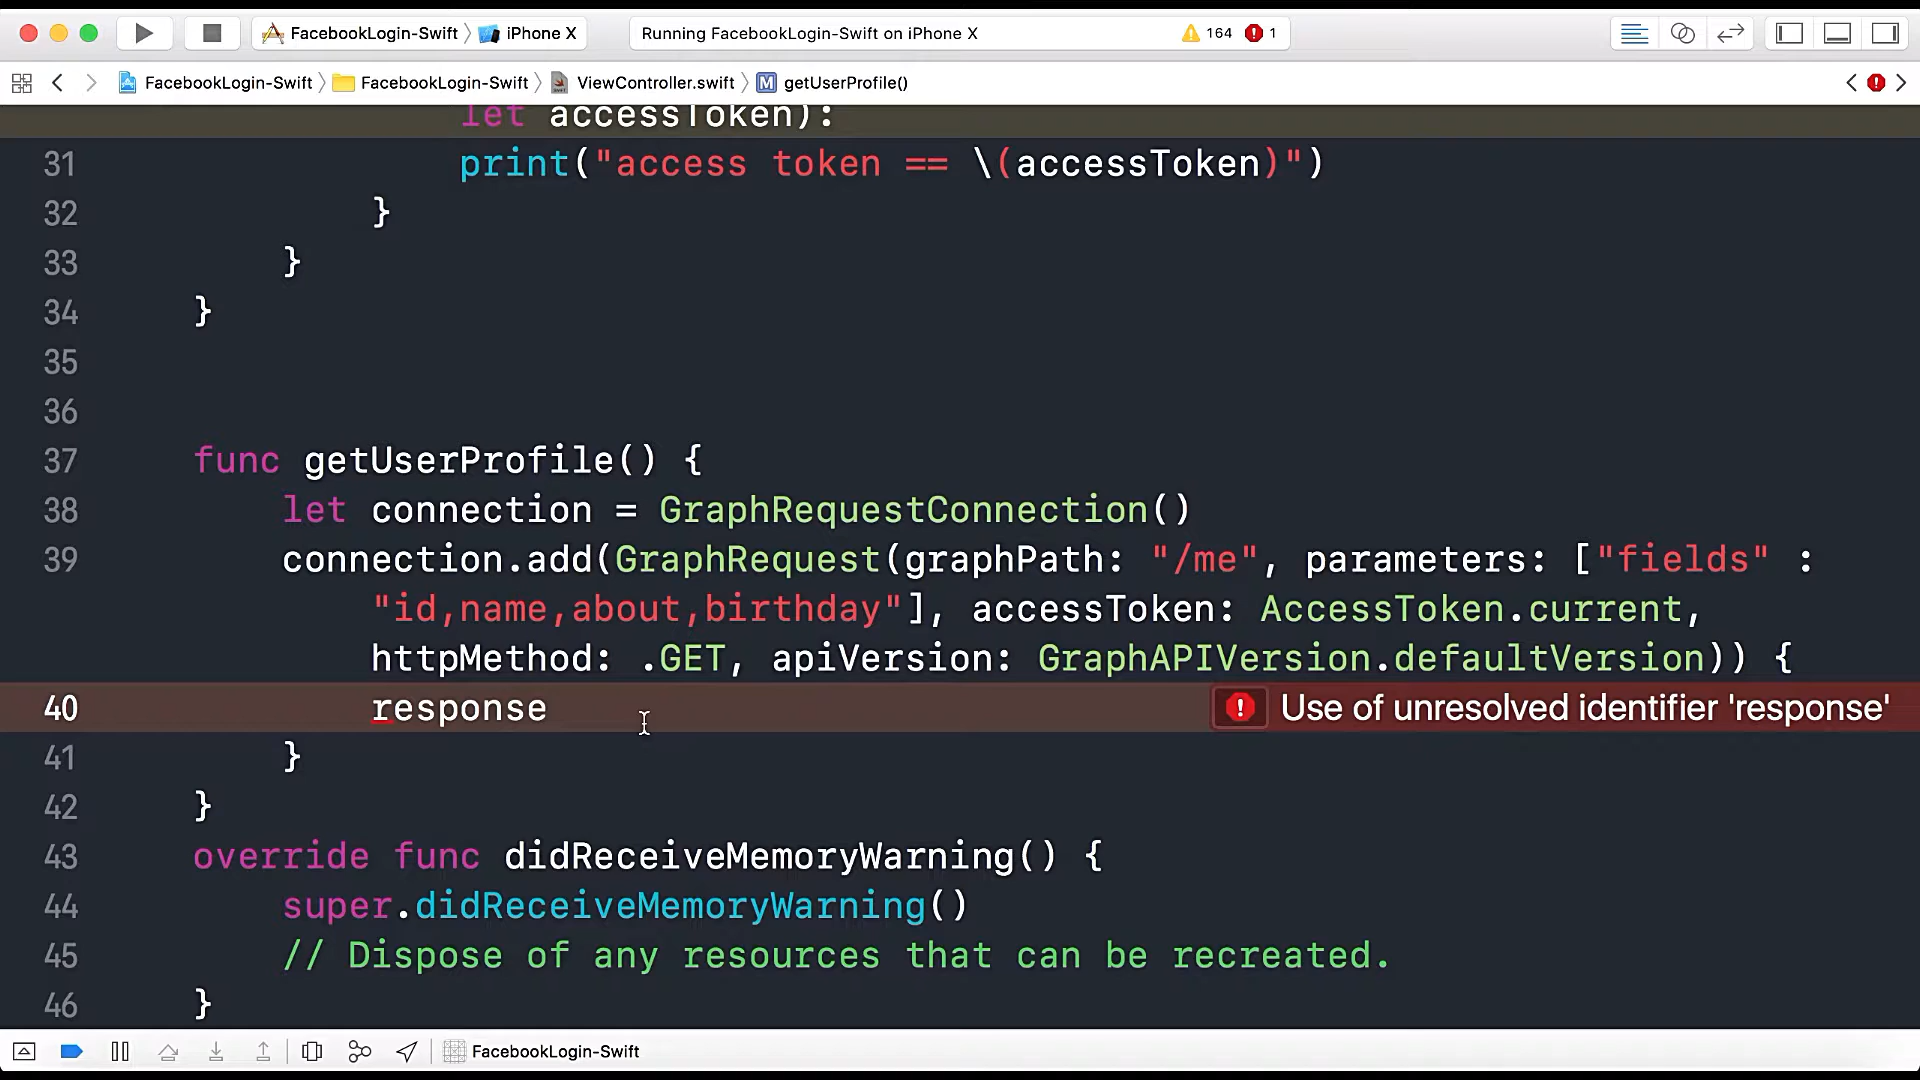 FacebookLogin-Swift 〉 iPhone X
Running FacebookLogin-Swift on iPhone X
164
1
FacebookLogin-Swift 〉 FacebookLogin-Swift 〉 ViewController.swift 〉 M getUserProfile()
let accessToken):
31 print("access token == \(accessToken)")
32 }
33 }
34 }
35
36
37 func getUserProfile() {
38 let connection = GraphRequestConnection()
39 connection.add(GraphRequest(graphPath: "/me", parameters: ["fields" :
"id,name,about,birthday"], accessToken: AccessToken.current,
httpMethod: .GET, apiVersion: GraphAPIVersion.defaultVersion)) {
40 response Use of unresolved identifier 'response'
41 }
42 }
43 override func didReceiveMemoryWarning() {
44 super.didReceiveMemoryWarning()
45 // Dispose of any resources that can be recreated.
46 }
FacebookLogin-Swift